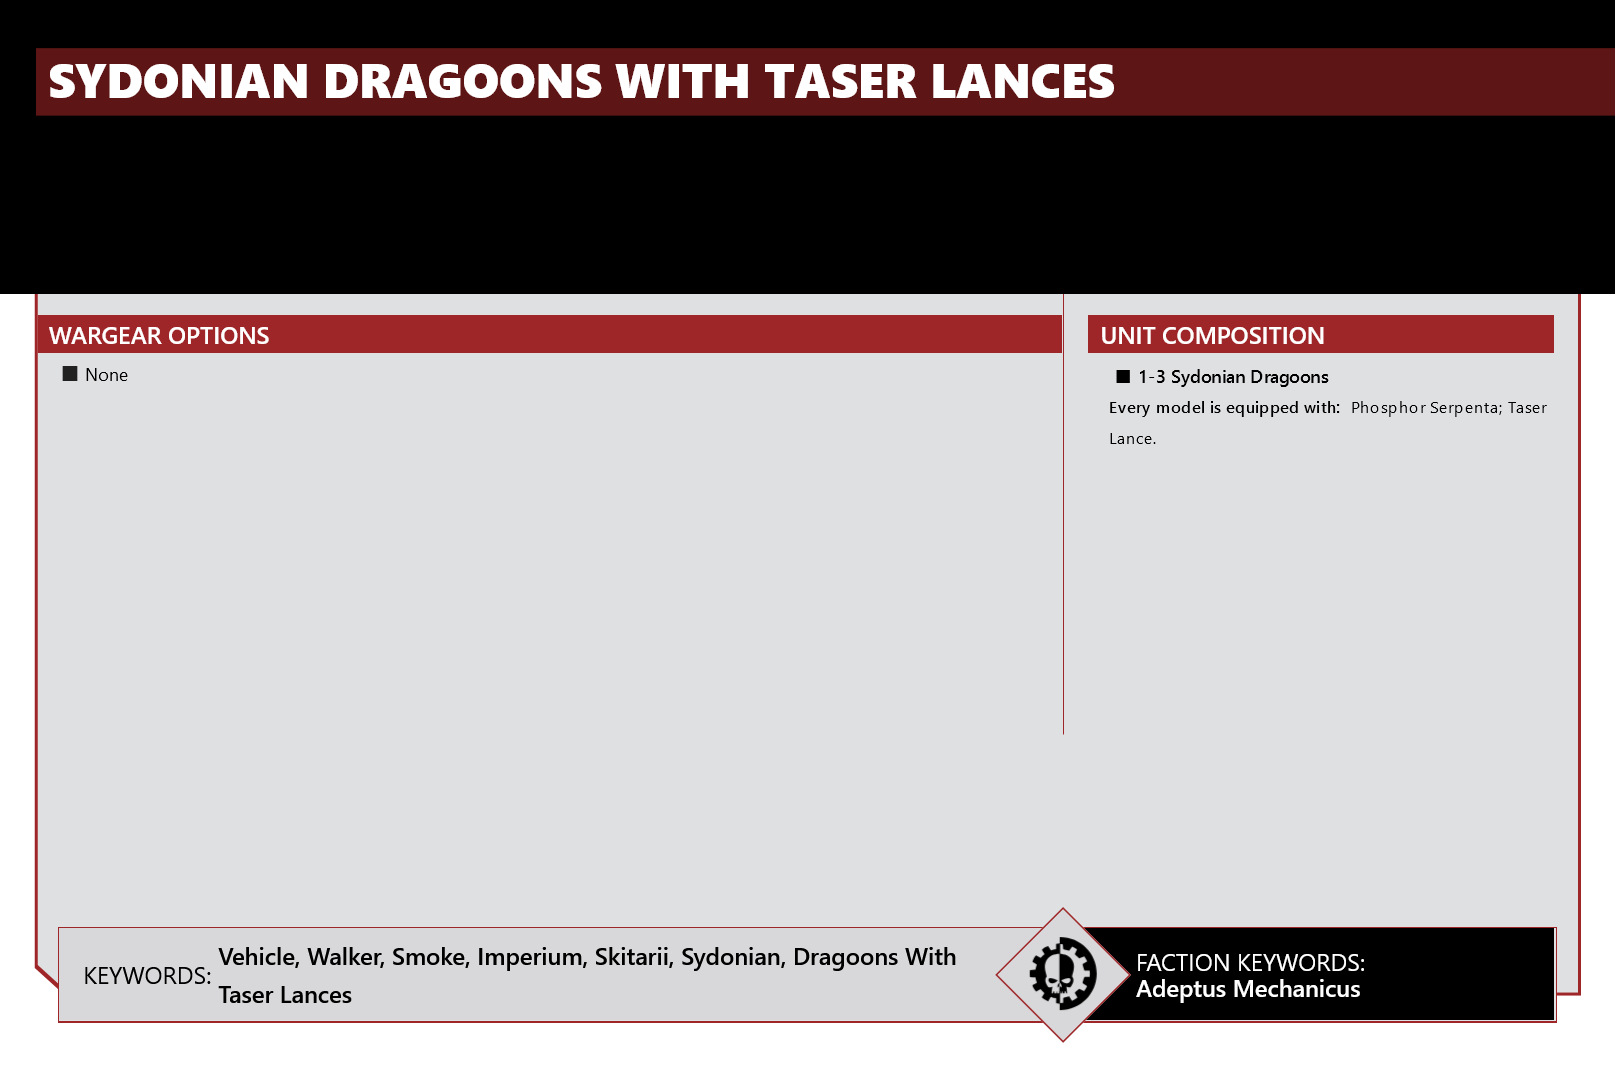 SYDONIAN DRAGOONS WITH TASER LANCES
WARGEAR OPTIONS
■ None
UNIT COMPOSITION
■ 1-3 Sydonian Dragoons
Every model is equipped with: Phosphor Serpenta; Taser
Lance.
KEYWORDS:
Vehicle, Walker, Smoke, Imperium, Skitarii, Sydonian, Dragoons With
Taser Lances
FACTION KEYWORDS:
Adeptus Mechanicus